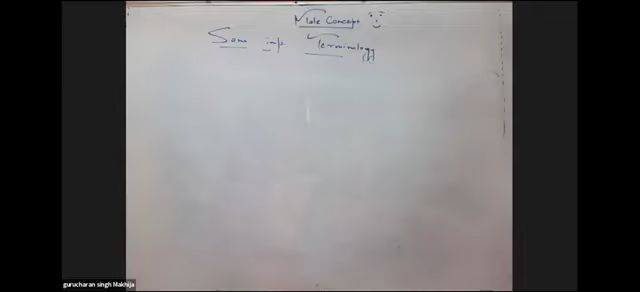 Mole Concept
Some imp Terminology
gurucharan singh Makhija